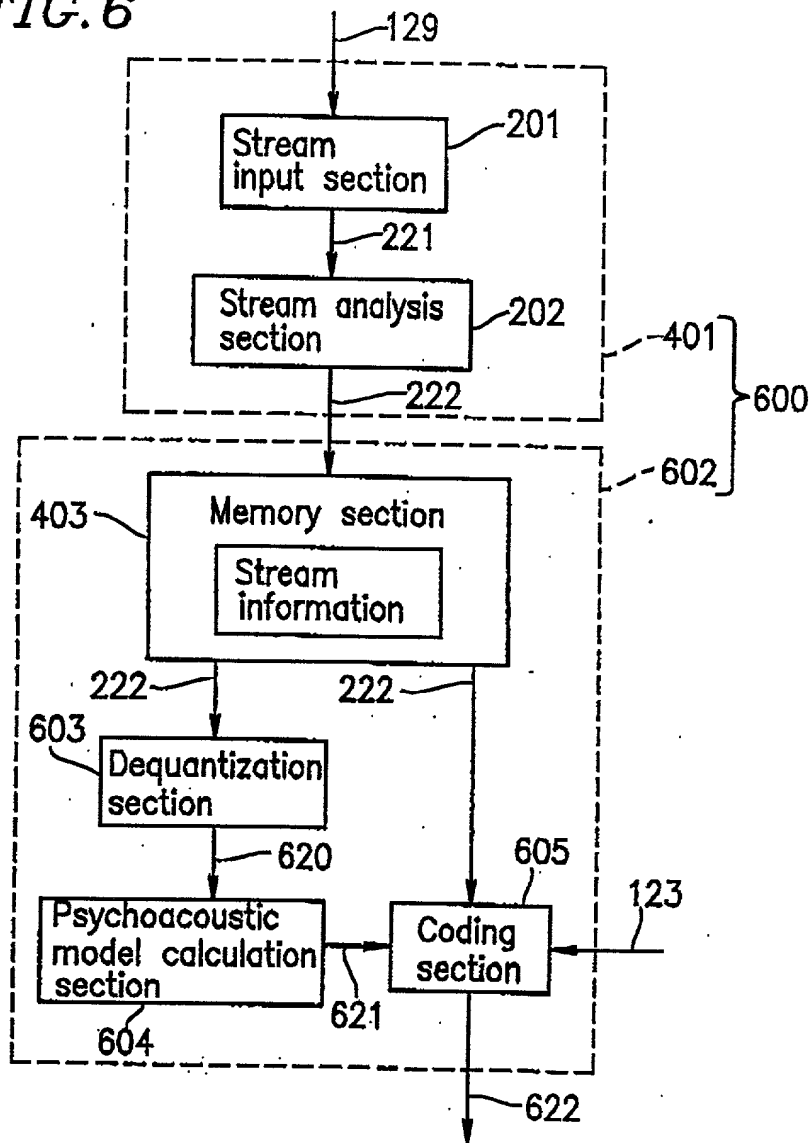 FIG. 6
129
Stream
input section
201
221
Stream analysis
section
202
401
600
222
602
403
Memory section
Stream
information
222
222
603
Dequantization
section
620
605
123
Psychoacoustic
model calculation
section
Coding
section
621
604
622